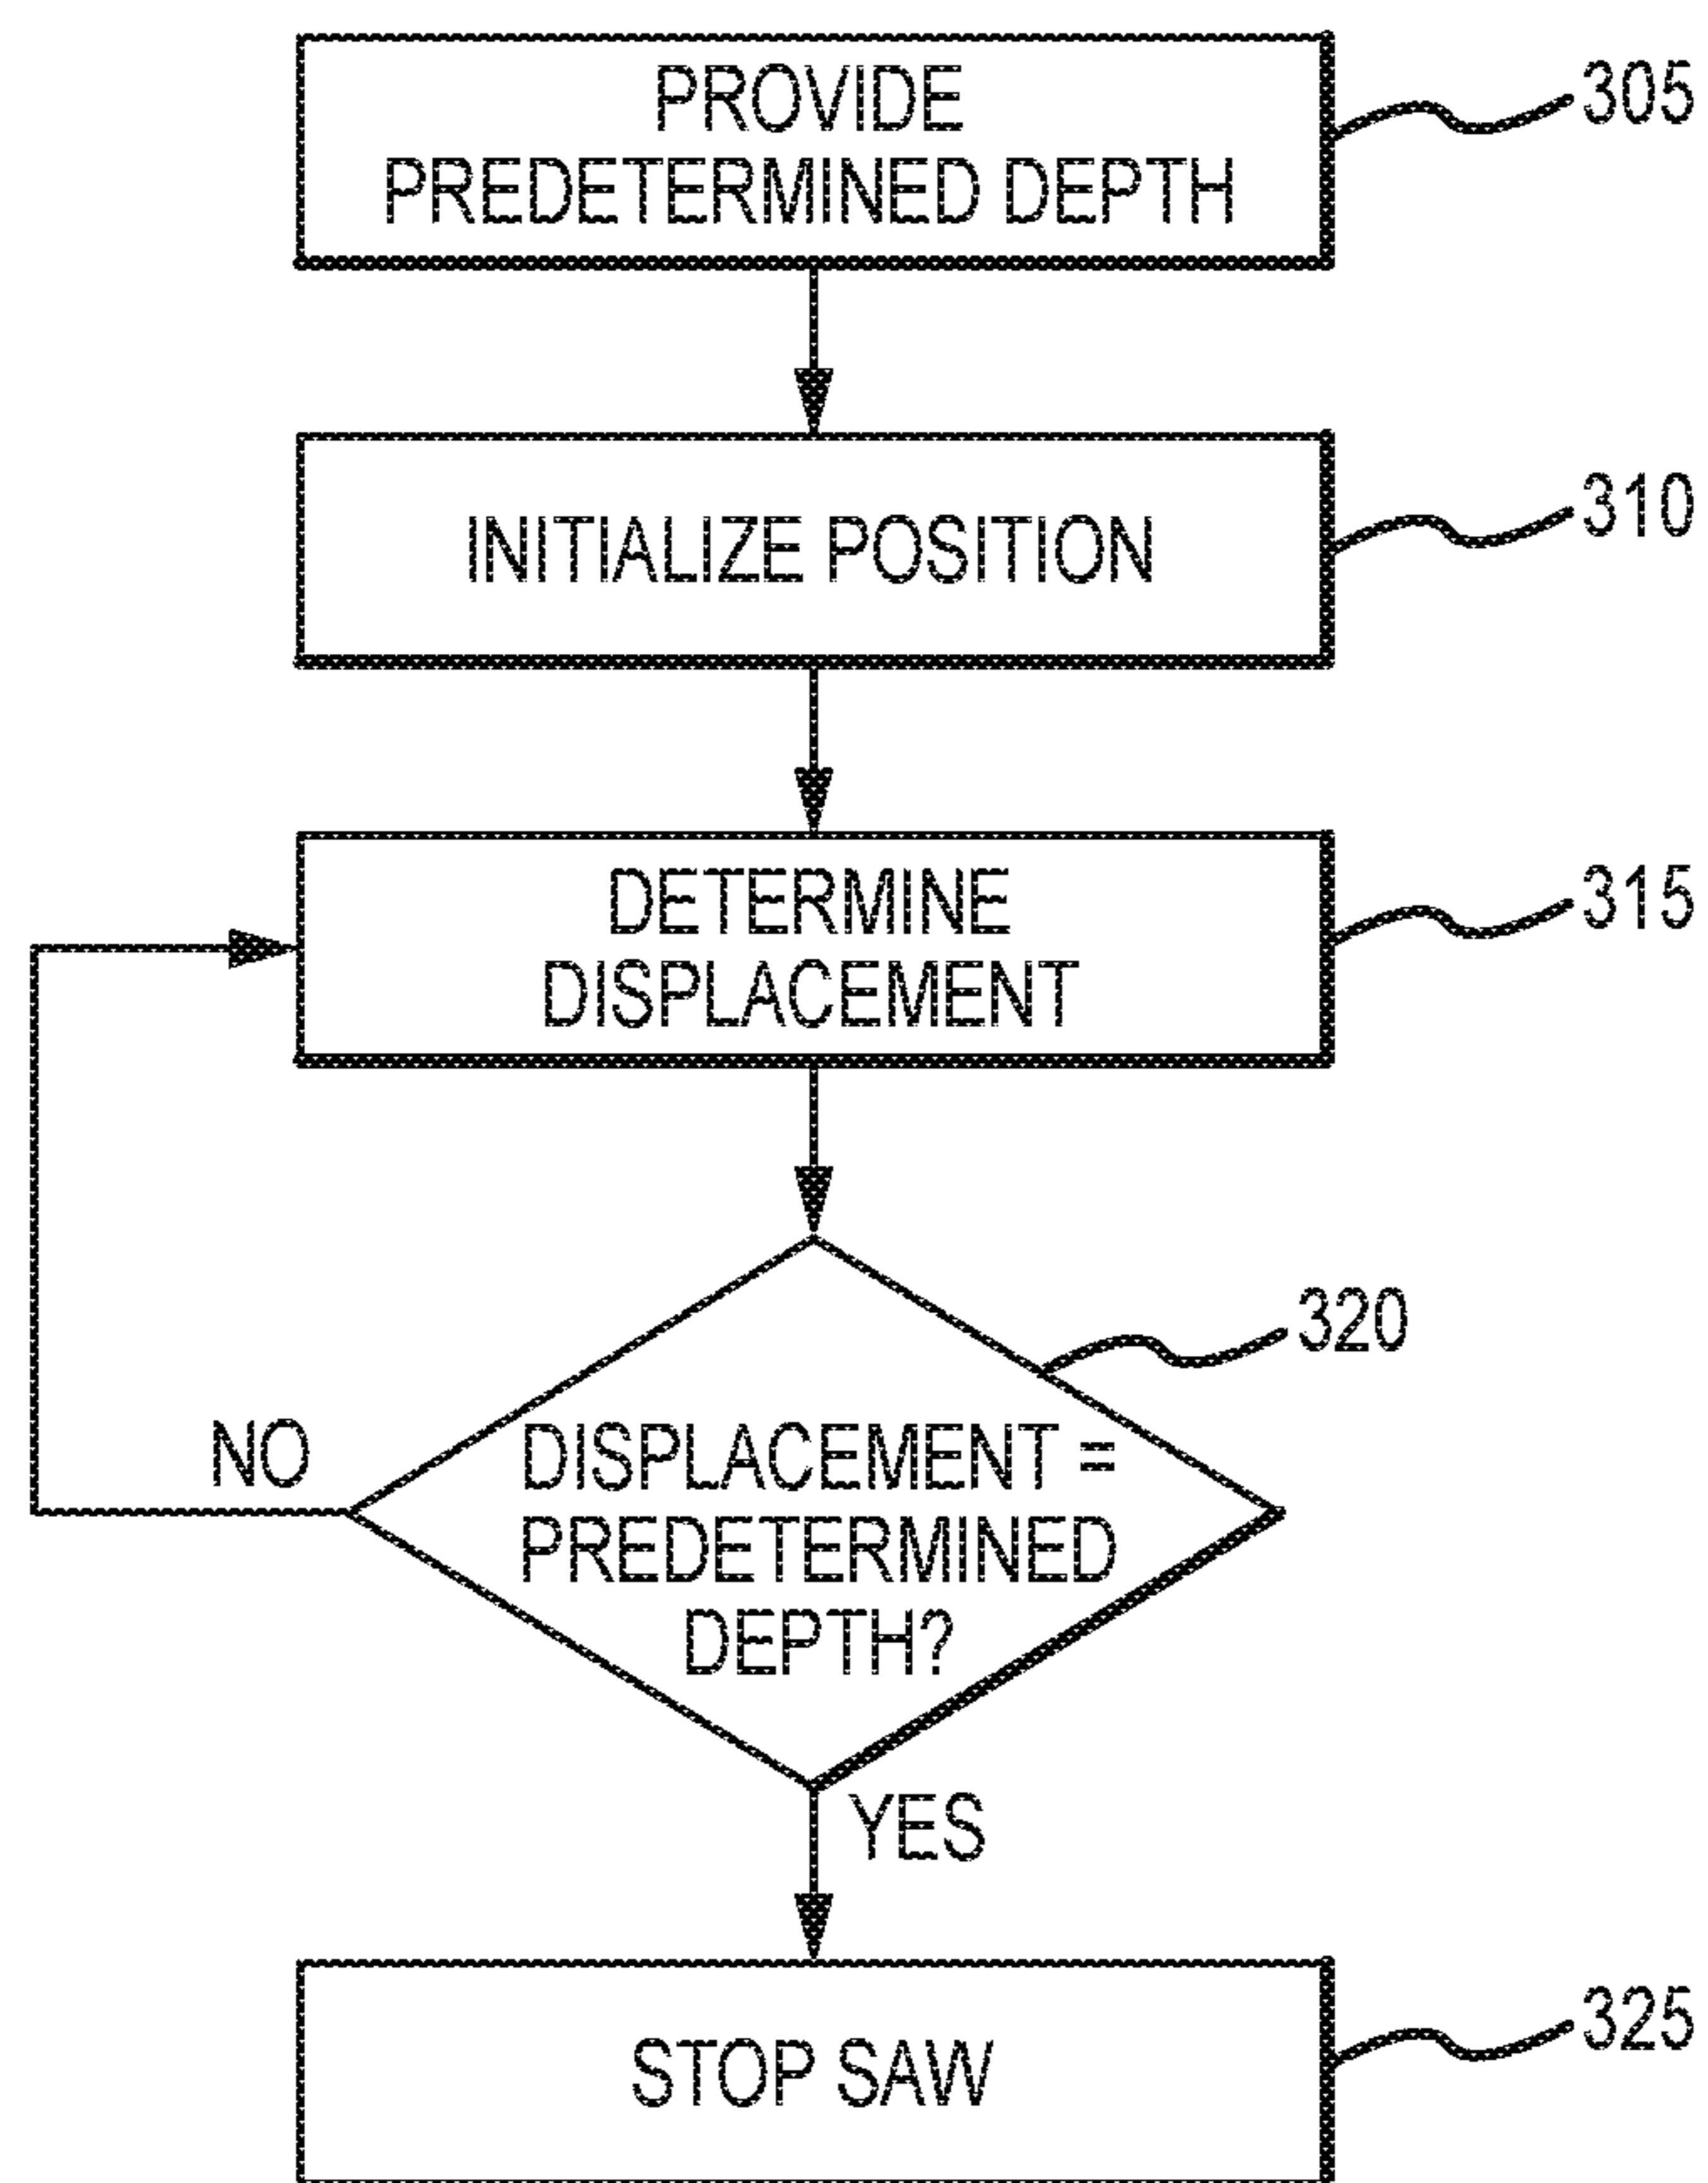 PROVIDE
PREDETERMINED DEPTH
305
INITIALIZE POSITION
310
DETERMINE
DISPLACEMENT
315
320
NO
DISPLACEMENT =
PREDETERMINED
DEPTH?
YES
STOP SAW
325